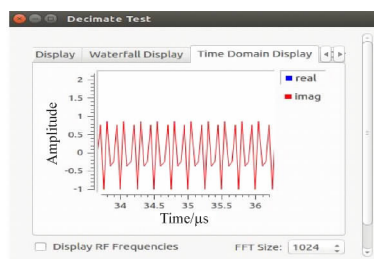 Decimate Test
Display Waterfall Display Time Domain Display
2
1.5
1
0.5
0
-0.5
-1
Amplitude
real
imag
34 34.5 35 35.5 36
Time/μs
Display RF Frequencies FFT Size: 1024